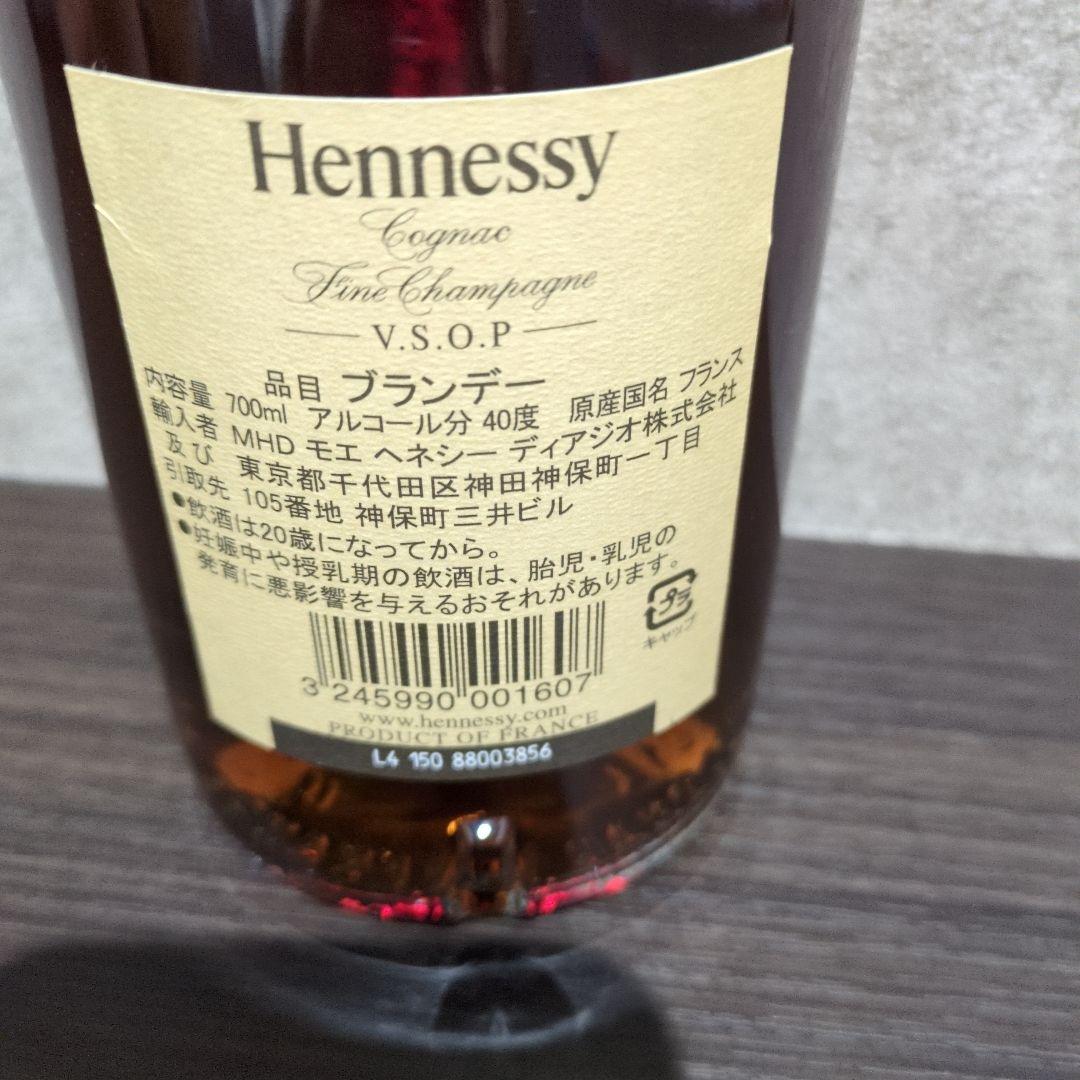 Hennessy
Cognac
Fine Champagne
V.S.O.P
品目 ブランデー
内容量 700ml アルコール分 40度 原産国名 フランス
輸入者 MHD モエ ヘネシー ディアジオ株式会社
及び 東京都千代田区神田神保町一丁目
引取先 105番地 神保町三井ビル
●飲酒は20歳になってから。
●妊娠中や授乳期の飲酒は、胎児・乳児の
発育に悪影響を与えるおそれがあります。
プラ
キャップ
3 245990 001607
www.hennessy.com
PRODUCT OF FRANCE
L4 150 88003856